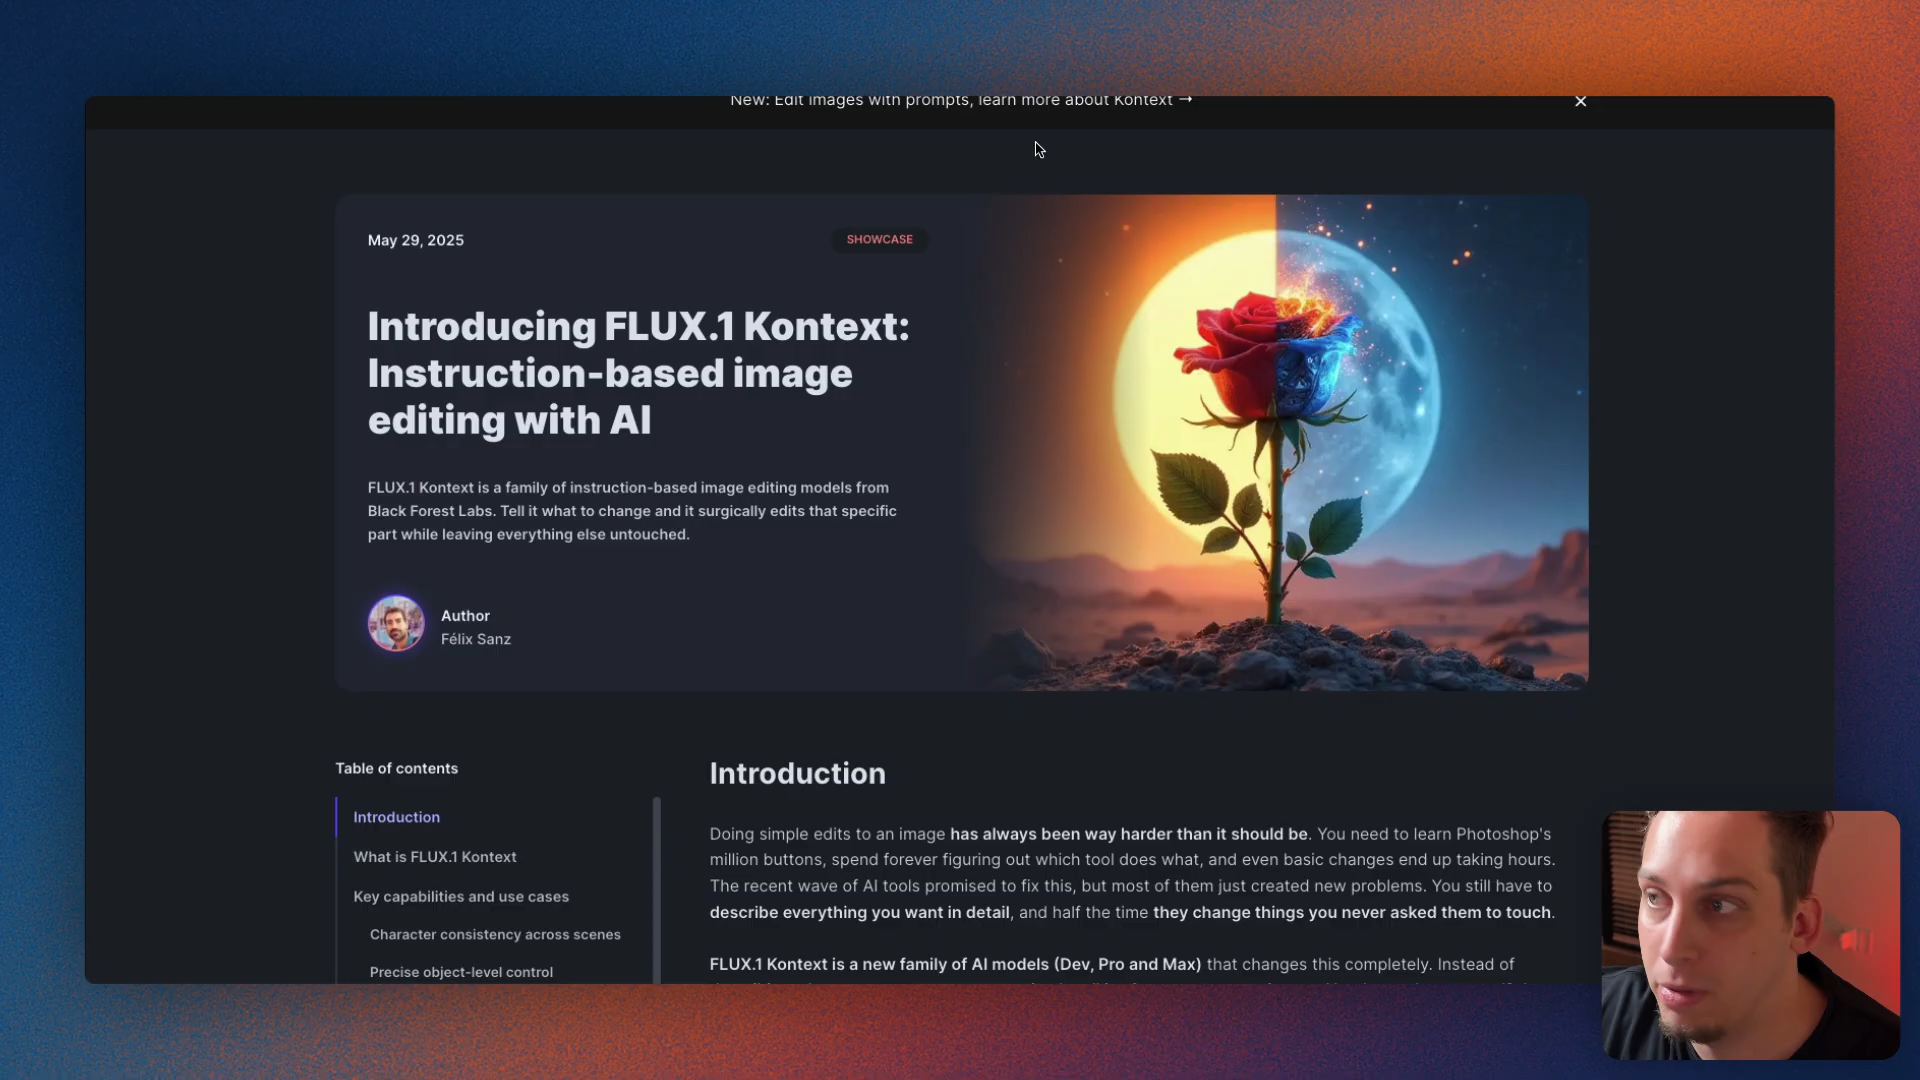 New: Edit images with prompts, learn more about Kontext →
May 29, 2025
SHOWCASE
Introducing FLUX.1 Kontext:
Instruction-based image
editing with AI
FLUX.1 Kontext is a family of instruction-based image editing models from
Black Forest Labs. Tell it what to change and it surgically edits that specific
part while leaving everything else untouched.
Author
Félix Sanz
Table of contents
Introduction
What is FLUX.1 Kontext
Key capabilities and use cases
Character consistency across scenes
Precise object-level control
Introduction
Doing simple edits to an image has always been way harder than it should be. You need to learn Photoshop's
million buttons, spend forever figuring out which tool does what, and even basic changes end up taking hours.
The recent wave of AI tools promised to fix this, but most of them just created new problems. You still have to
describe everything you want in detail, and half the time they change things you never asked them to touch.
FLUX.1 Kontext is a new family of AI models (Dev, Pro and Max) that changes this completely. Instead of